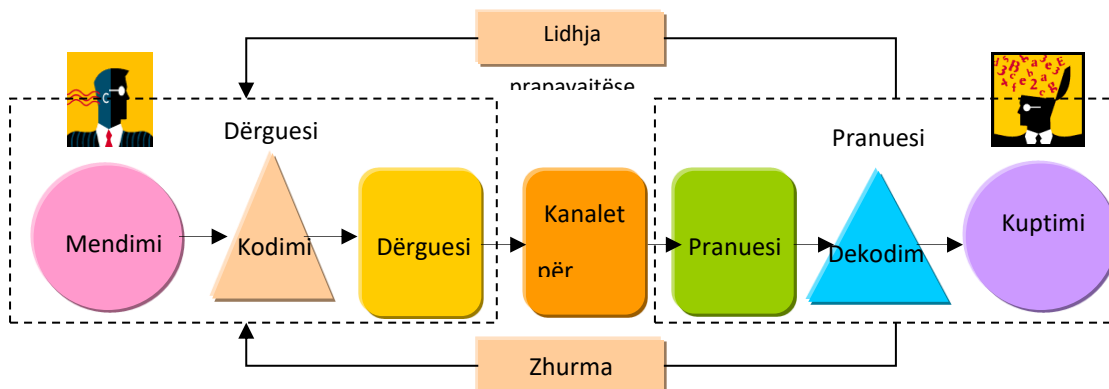 Lidhja
prapavajtëse
Dërguesi
Pranuesi
Mendimi
Kodimi
Dërguesi
Kanalet
për
Pranuesi
Dekodim
Kuptimi
Zhurma